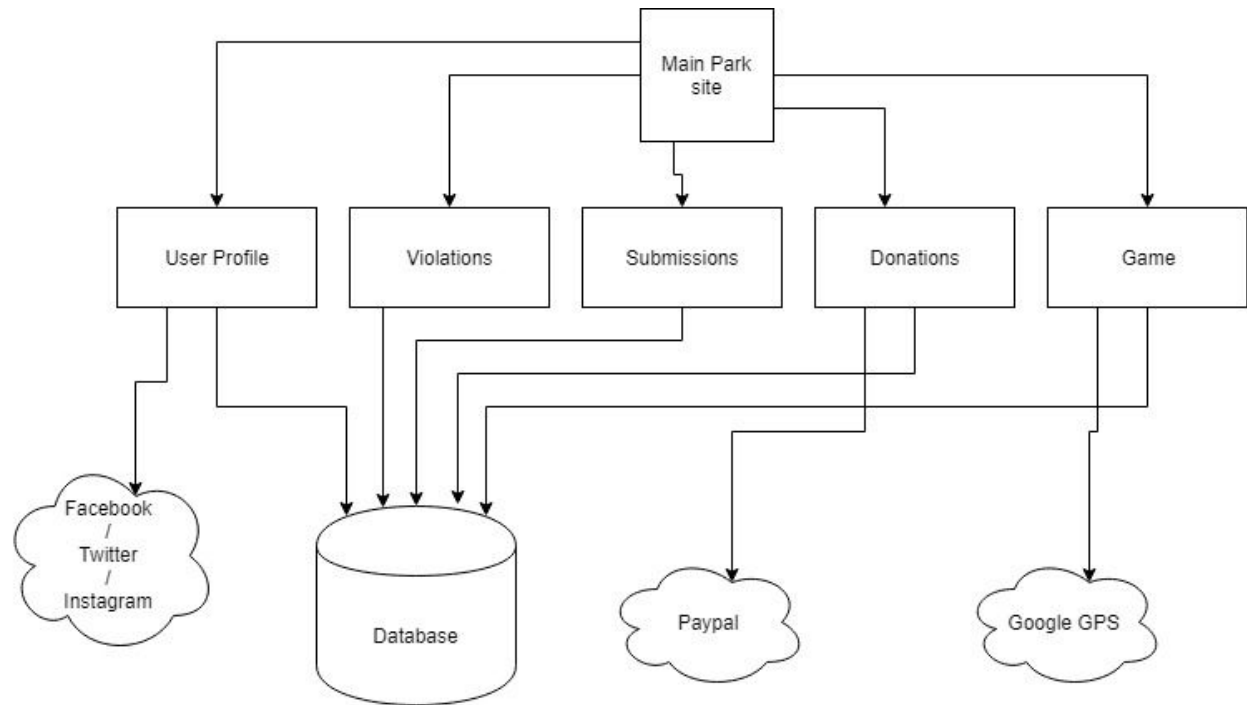 Main Park
site
User Profile
Violations
Submissions
Donations
Game
Facebook
/
Twitter
/
Instagram
Database
Paypal
Google GPS